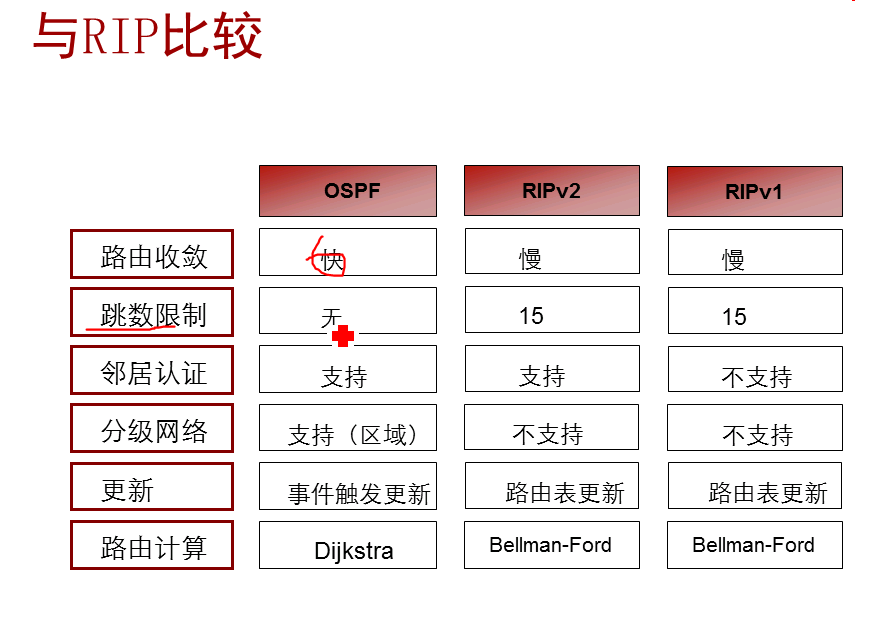 与RIP比较
OSPF RIPv2 RIPv1
路由收敛 快 慢 慢
跳数限制 无 15 15
邻居认证 支持 支持 不支持
分级网络 支持（区域） 不支持 不支持
更新 事件触发更新 路由表更新 路由表更新
路由计算 Dijkstra Bellman-Ford Bellman-Ford